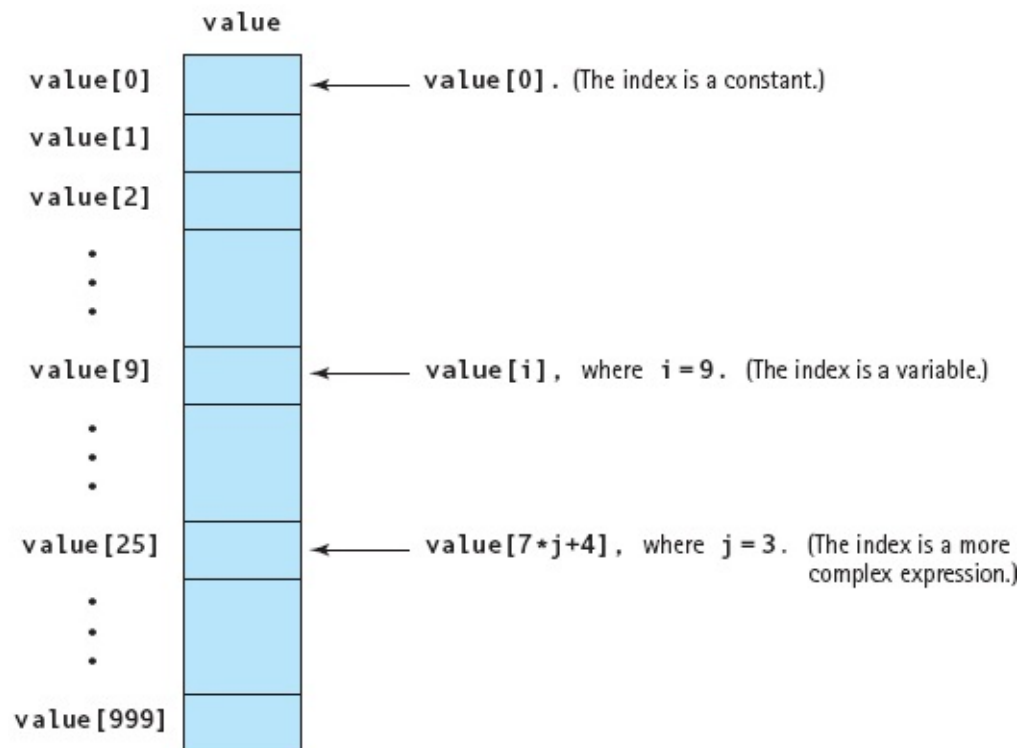 value
value[0]
value[0]. (The index is a constant.)
value[1]
value[2]
value[9]
value[i], where i=9. (The index is a variable.)
value[25]
value[7*j+4], where j=3. (The index is a more
complex expression.)
value[999]